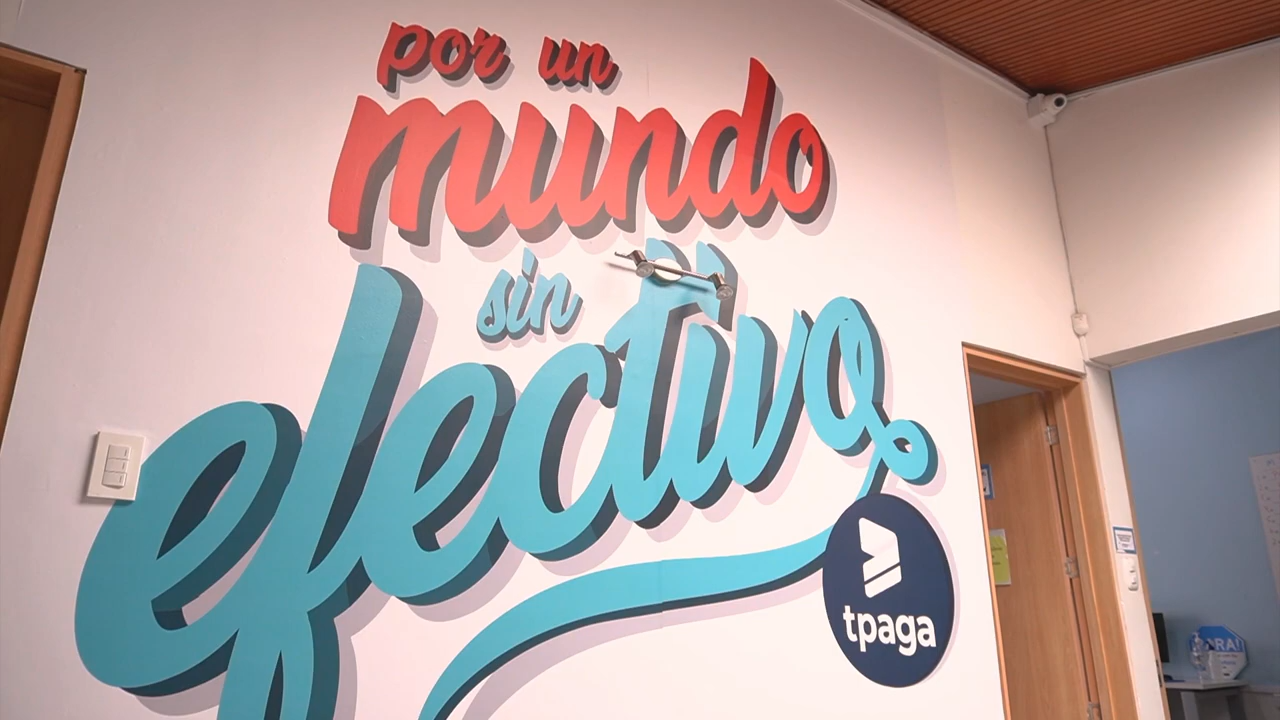 por un
mundo
sin
efectivo
tpaga